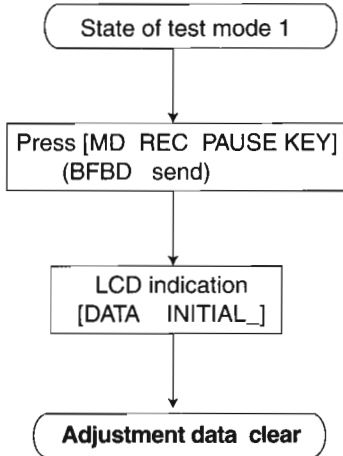 State of test mode 1
Press [MD REC PAUSE KEY]
(BFBD send)
LCD indication
[DATA INITIAL_]
Adjustment data clear